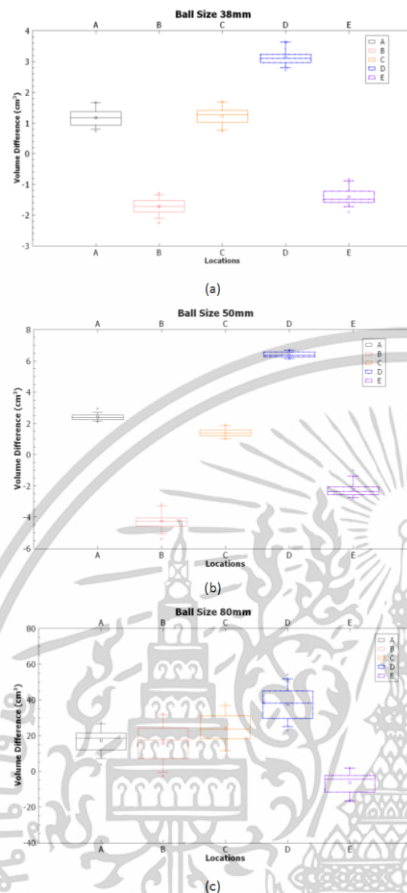 Ball Size 38mm
A B C D E
Volume Difference (cm³)
4
3
2
1
0
-1
-2
-3
A
B
C
D
E
A B C D E
Locations
(a)
Ball Size 50mm
A B C D E
Volume Difference (cm³)
8
6
4
2
0
-2
-4
-6
A
B
C
D
E
A B C D E
Locations
(b)
Ball Size 80mm
A B C D E
Volume Difference (cm³)
80
60
40
20
0
-20
-40
A
B
C
D
E
A B C D E
Locations
(c)